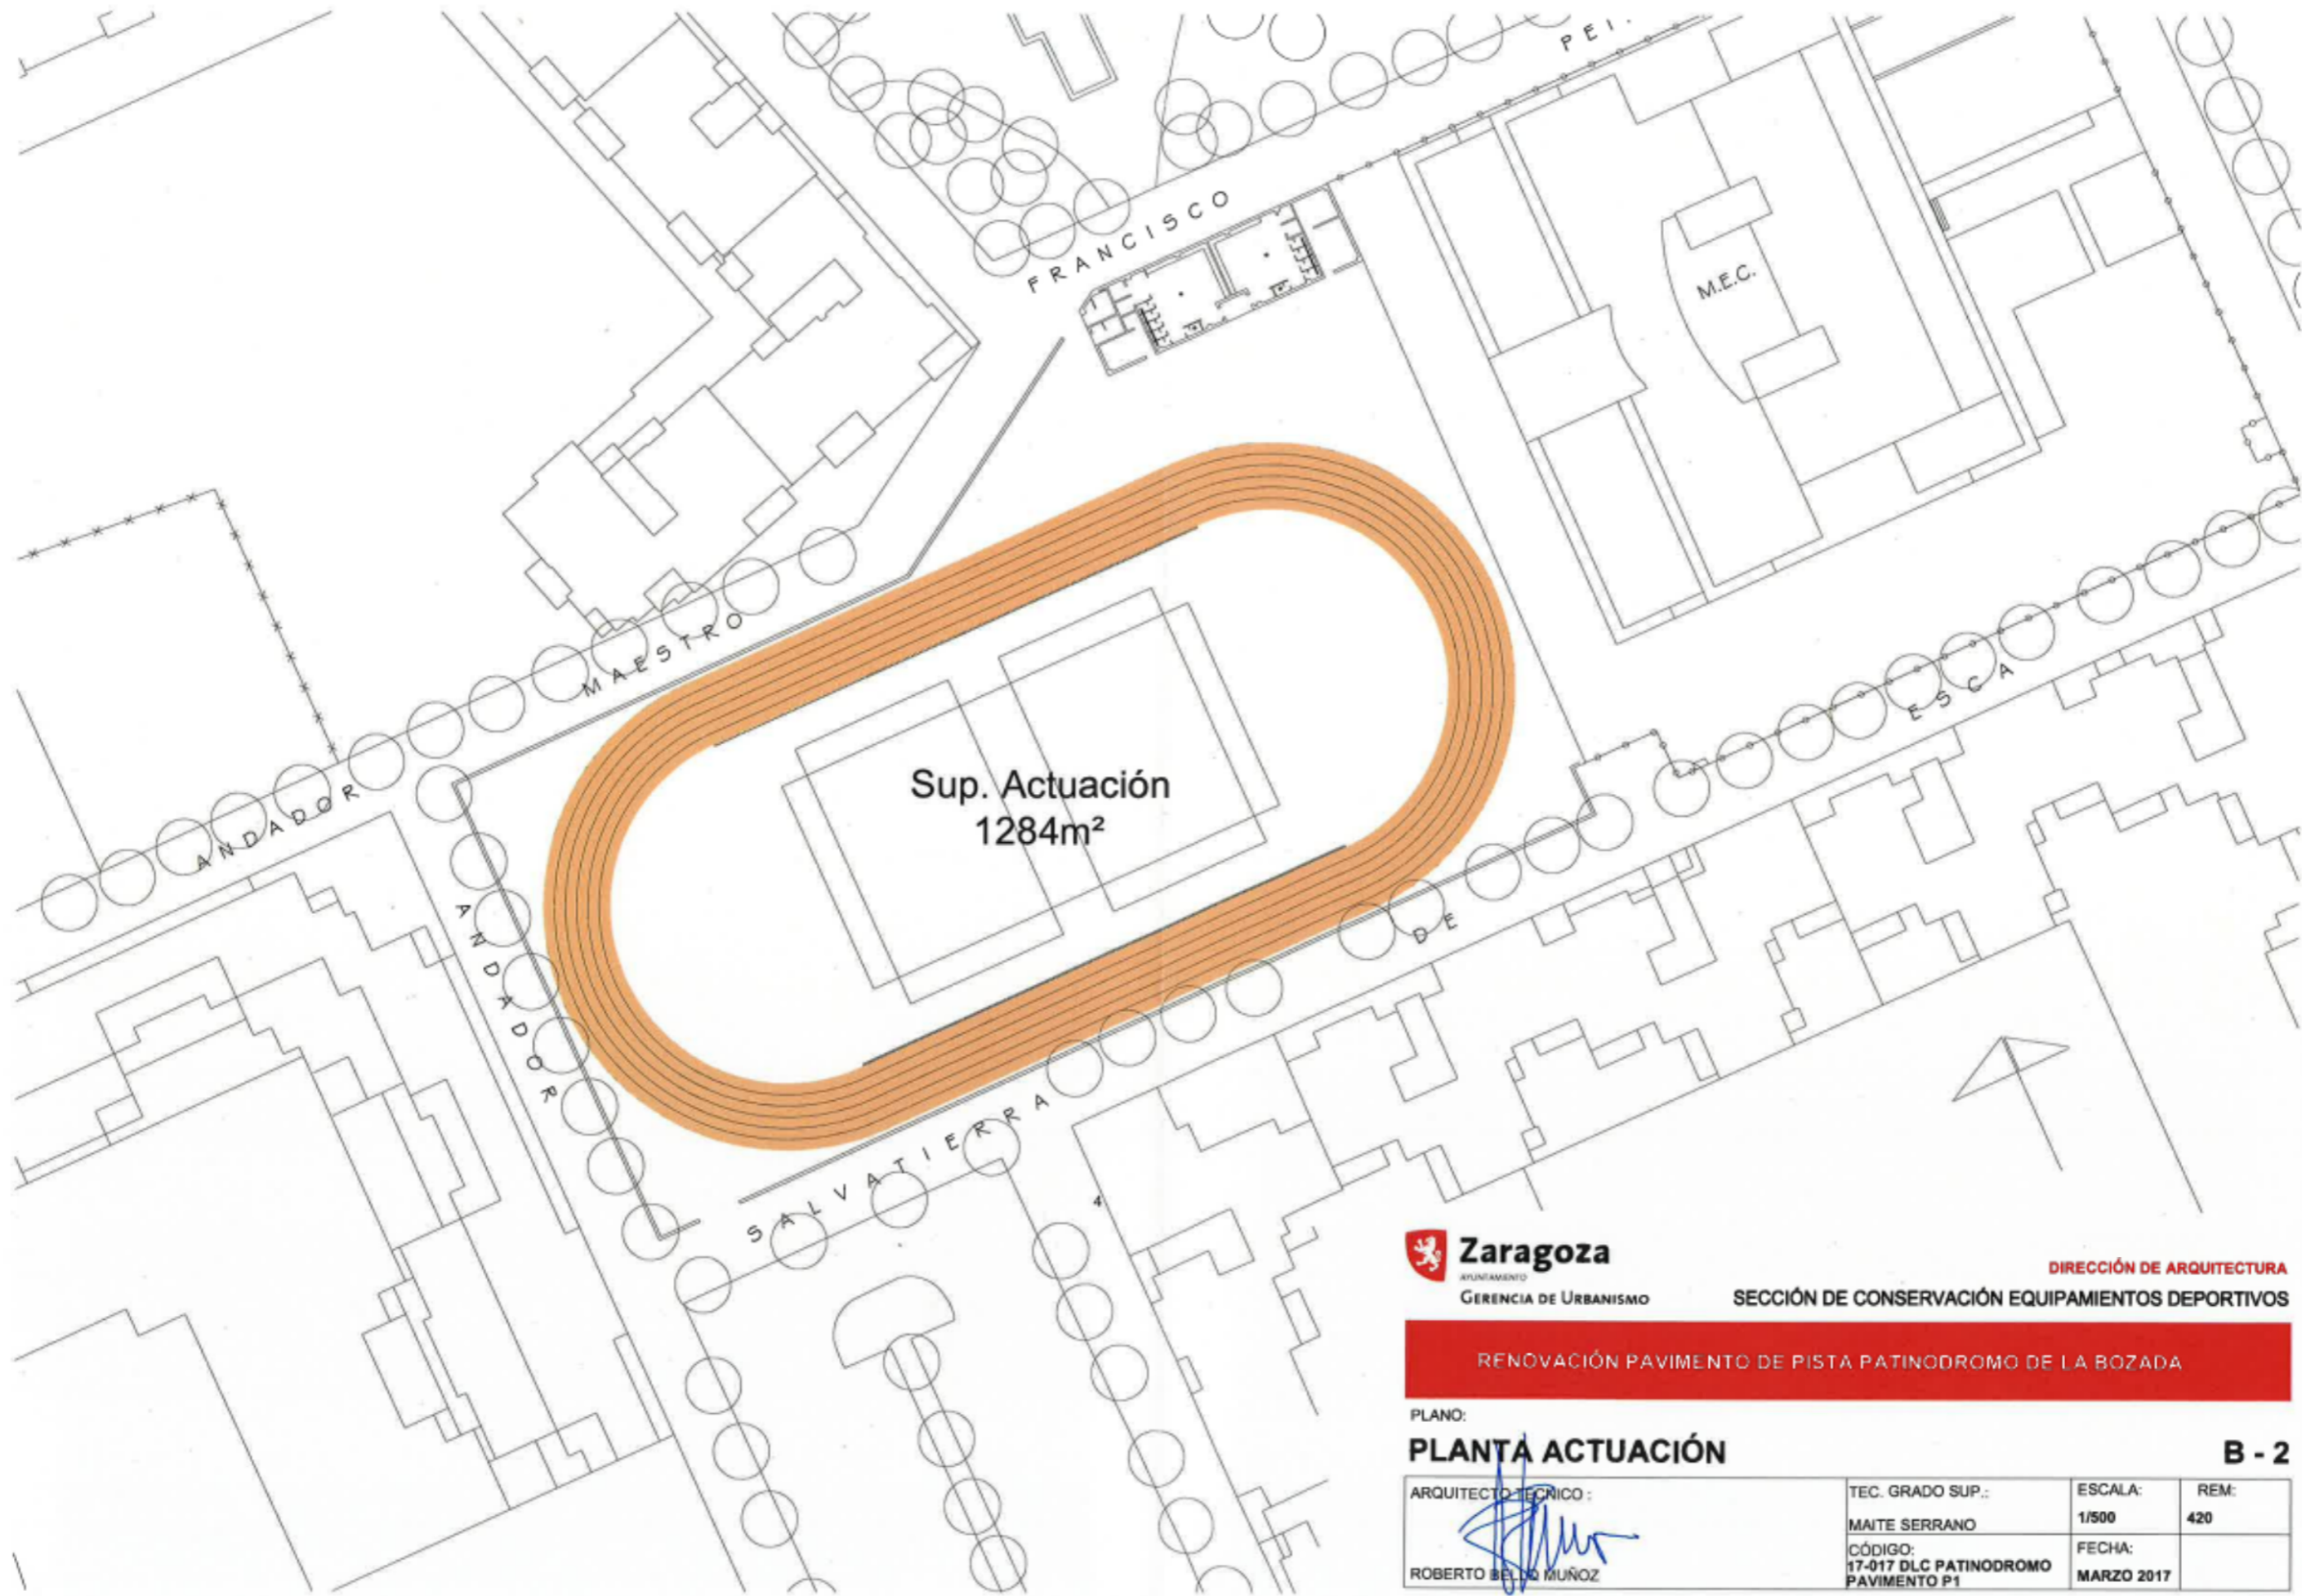 PEI
FRANCISCO
M.E.C.
MAESTRO
ESCA
Sup. Actuación
1284m²
ANDADOR
ANDADOR
DE
SALVATIERRA
4
Zaragoza
AYUNTAMIENTO
GERENCIA DE URBANISMO
DIRECCIÓN DE ARQUITECTURA
SECCIÓN DE CONSERVACIÓN EQUIPAMIENTOS DEPORTIVOS
RENOVACIÓN PAVIMENTO DE PISTA PATINODROMO DE LA BOZADA
PLANO:
PLANTA ACTUACIÓN
B - 2
ARQUITECTO TECNICO :
ROBERTO BELLO MUÑOZ
TEC. GRADO SUP.:
MAITE SERRANO
ESCALA:
1/500
REM:
420
CÓDIGO:
17-017 DLC PATINODROMO
PAVIMENTO P1
FECHA:
MARZO 2017